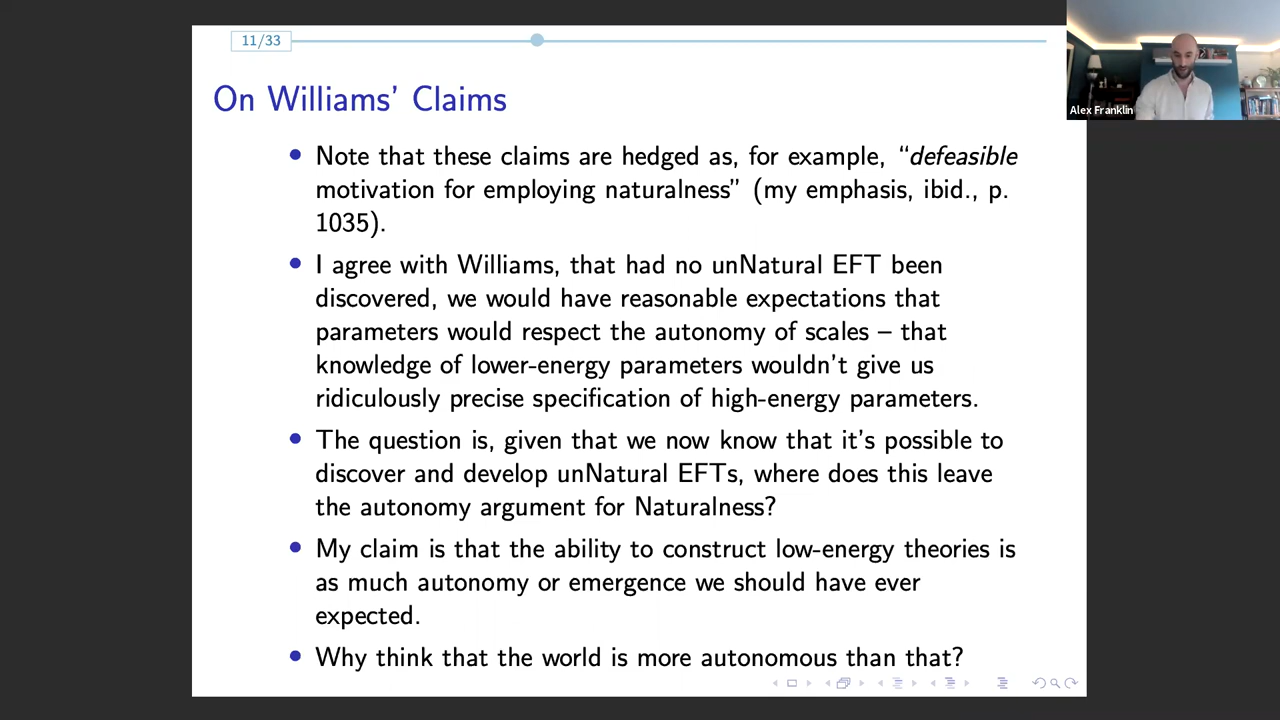 11/33
Alex Franklin
On Williams' Claims
• Note that these claims are hedged as, for example, “defeasible
motivation for employing naturalness” (my emphasis, ibid., p.
1035).
• I agree with Williams, that had no unNatural EFT been
discovered, we would have reasonable expectations that
parameters would respect the autonomy of scales – that
knowledge of lower-energy parameters wouldn't give us
ridiculously precise specification of high-energy parameters.
• The question is, given that we now know that it's possible to
discover and develop unNatural EFTs, where does this leave
the autonomy argument for Naturalness?
• My claim is that the ability to construct low-energy theories is
as much autonomy or emergence we should have ever
expected.
• Why think that the world is more autonomous than that?